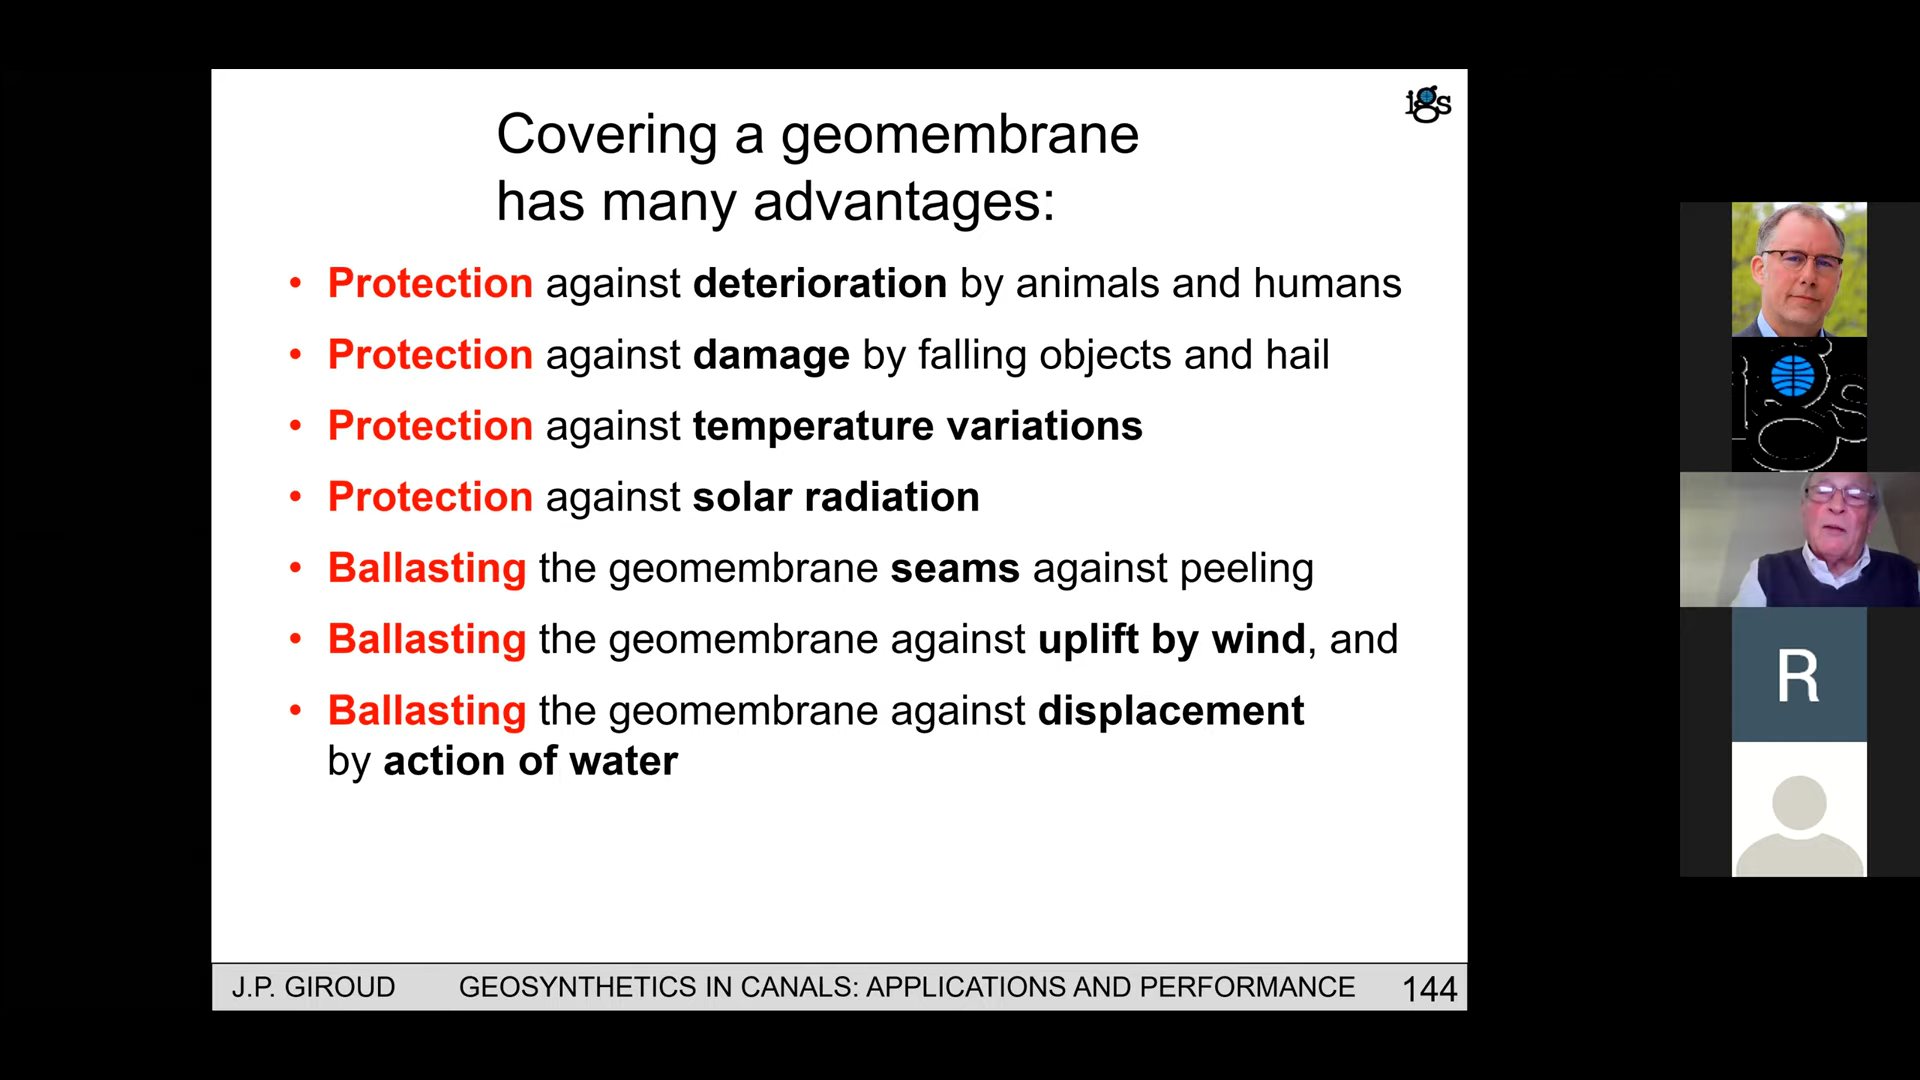 igs
Covering a geomembrane
has many advantages:
• Protection against deterioration by animals and humans
• Protection against damage by falling objects and hail
• Protection against temperature variations
• Protection against solar radiation
• Ballasting the geomembrane seams against peeling
• Ballasting the geomembrane against uplift by wind, and
• Ballasting the geomembrane against displacement
by action of water
J.P. GIROUD GEOSYNTHETICS IN CANALS: APPLICATIONS AND PERFORMANCE 144
igs
R